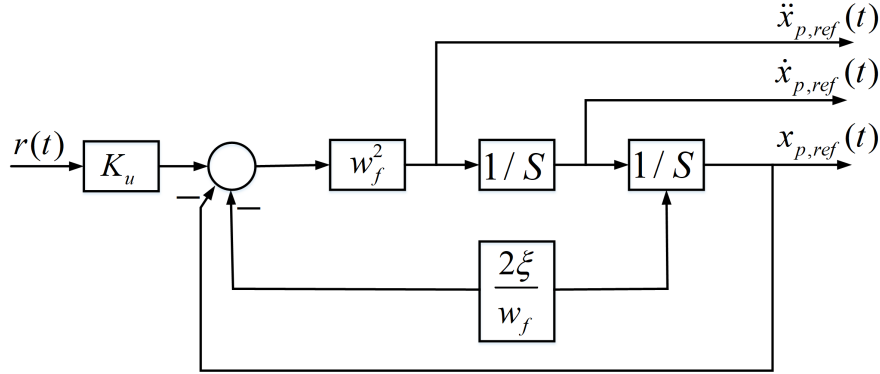 ẍ_{p,ref}(t)
ẋ_{p,ref}(t)
r(t) K_u − − w_f^2 1/S 1/S x_{p,ref}(t)
2ξ
w_f